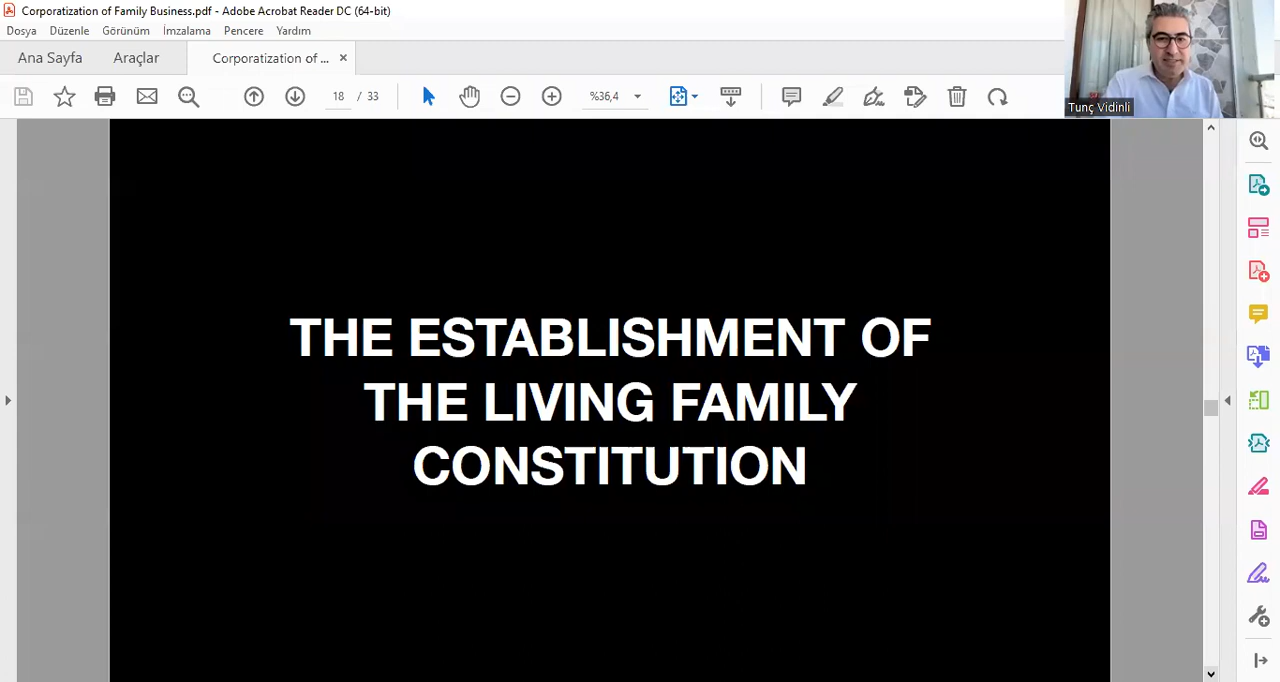 Corporatization of Family Business.pdf - Adobe Acrobat Reader DC (64-bit)
Dosya Düzenle Görünüm İmzalama Pencere Yardım
Ana Sayfa Araçlar Corporatization of ... ×
18 / 33 %36,4
Tunç Vidinli
THE ESTABLISHMENT OF
THE LIVING FAMILY
CONSTITUTION